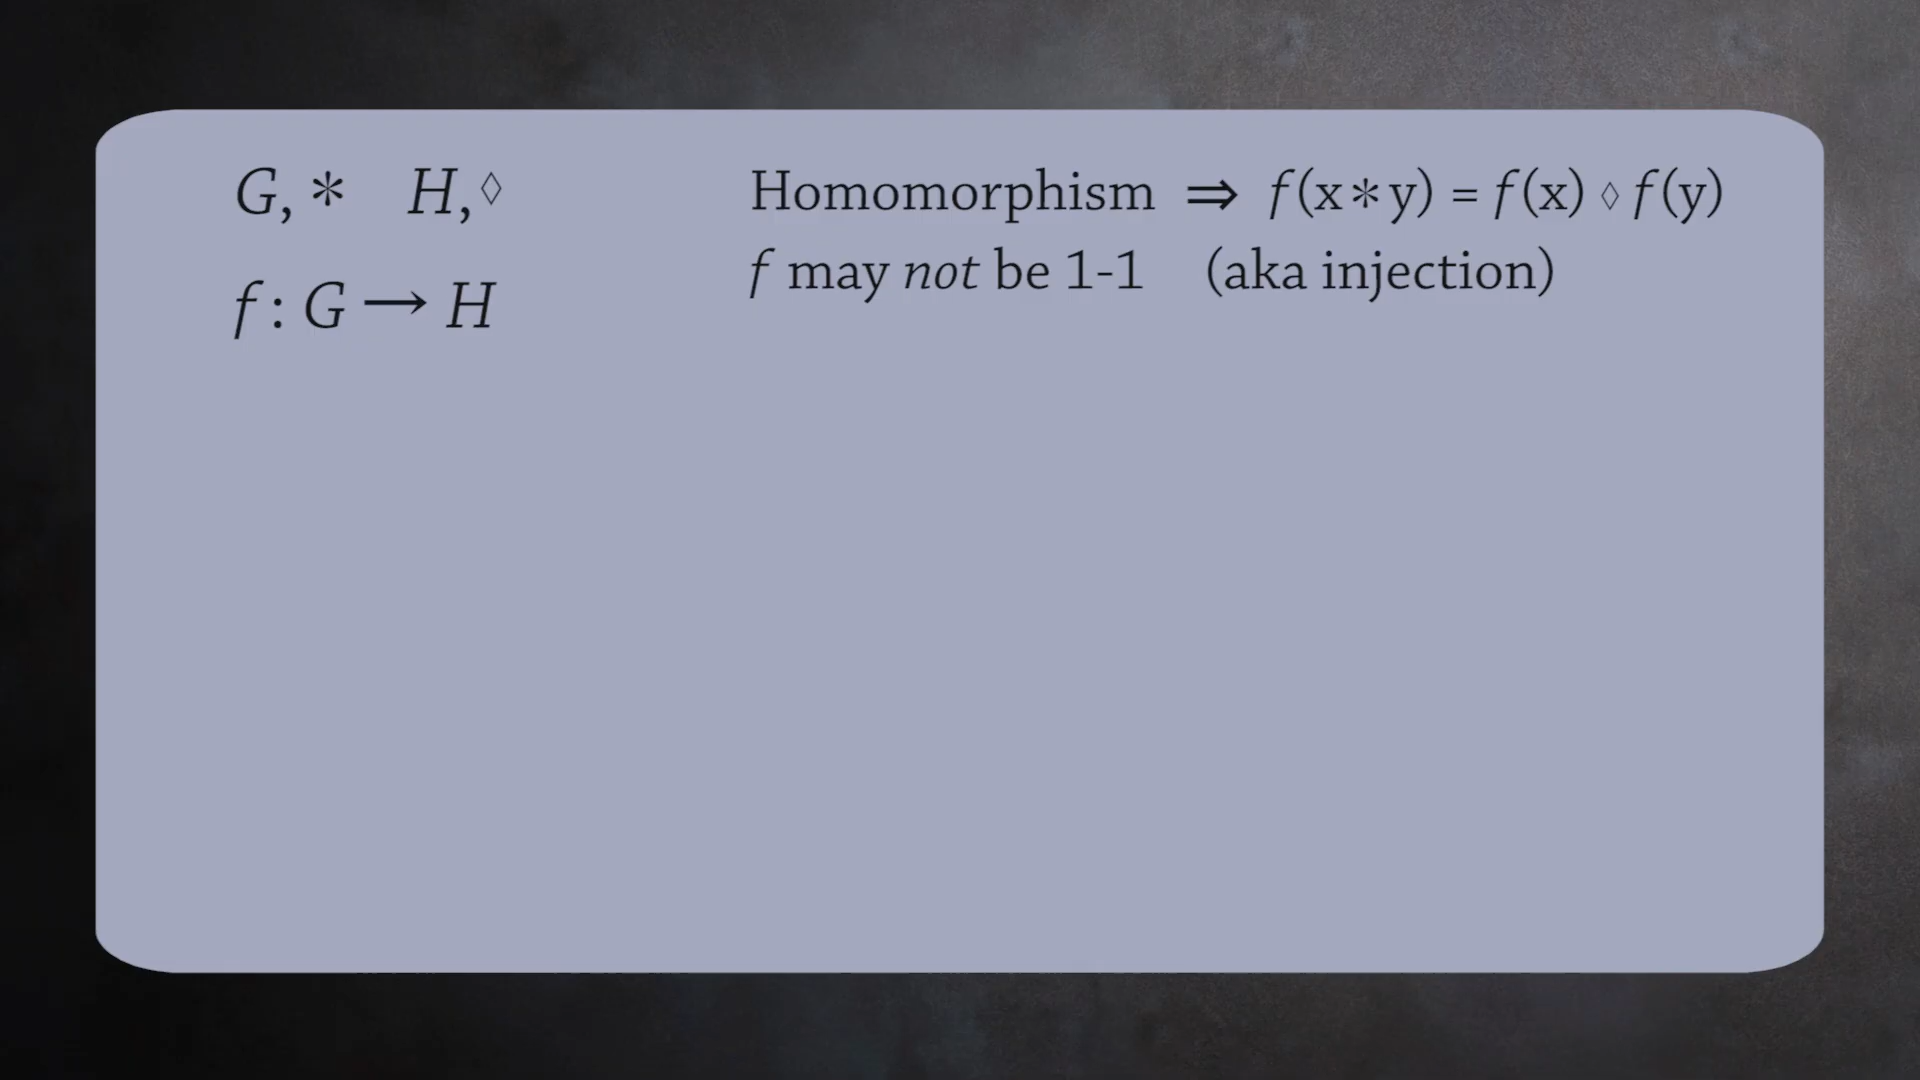 G, *   H, ◊
f : G ⟶ H
Homomorphism ⇒ f(x * y) = f(x) ◊ f(y)
f may not be 1-1   (aka injection)